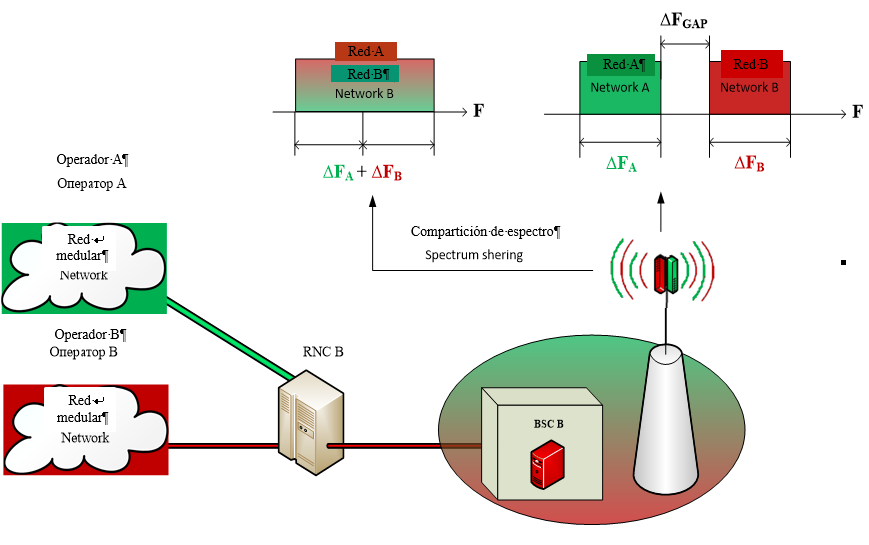 ΔF_GAP
Red·A
Red·B¶
Network B
F
ΔF_A + ΔF_B
Red·A¶
Network A
Red·B
Network B
F
ΔF_A
ΔF_B
Operador·A¶
Оператор А
Compartición·de·espectro¶
Spectrum shering
Red·↵
medular¶
Network
Operador·B¶
Оператор В
RNC B
Red·↵
medular¶
Network
BSC B